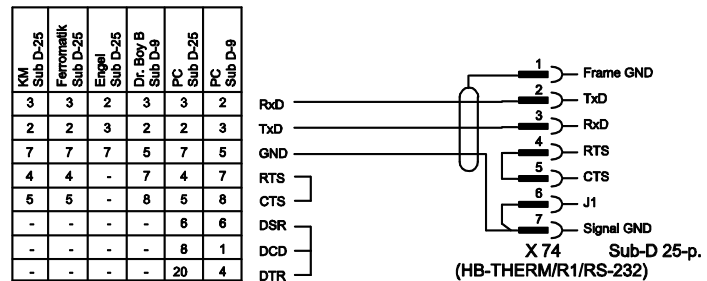 KM Sub D-25 Ferromatik Sub D-25 Engel Sub D-25 Dr. Boy B Sub D-9 PC Sub D-25 PC Sub D-9
3 3 2 3 3 2 RxD
2 2 3 2 2 3 TxD
7 7 7 5 7 5 GND
4 4 - 7 4 7 RTS
5 5 - 8 5 8 CTS
- - - - 6 6 DSR
- - - - 8 1 DCD
- - - - 20 4 DTR
1 Frame GND
2 TxD
3 RxD
4 RTS
5 CTS
6 J1
7 Signal GND
X 74 Sub-D 25-p.
(HB-THERM/R1/RS-232)